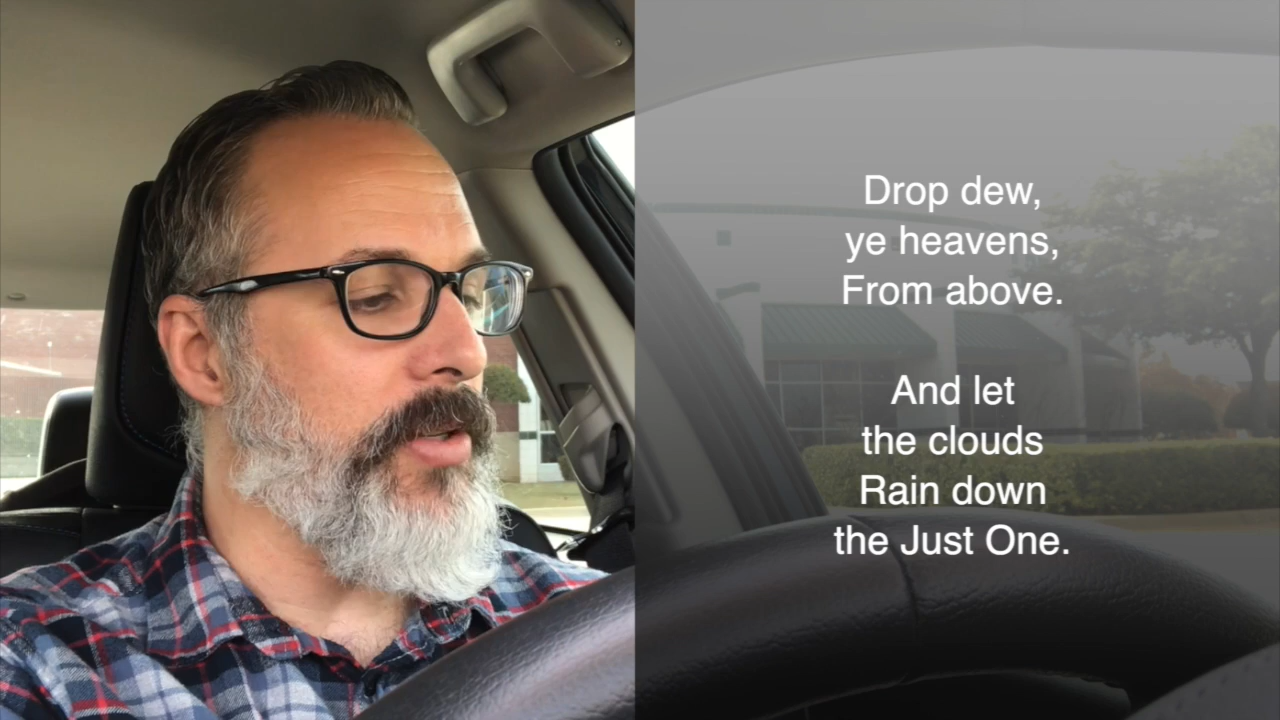 Drop dew,
ye heavens,
From above.
And let
the clouds
Rain down
the Just One.